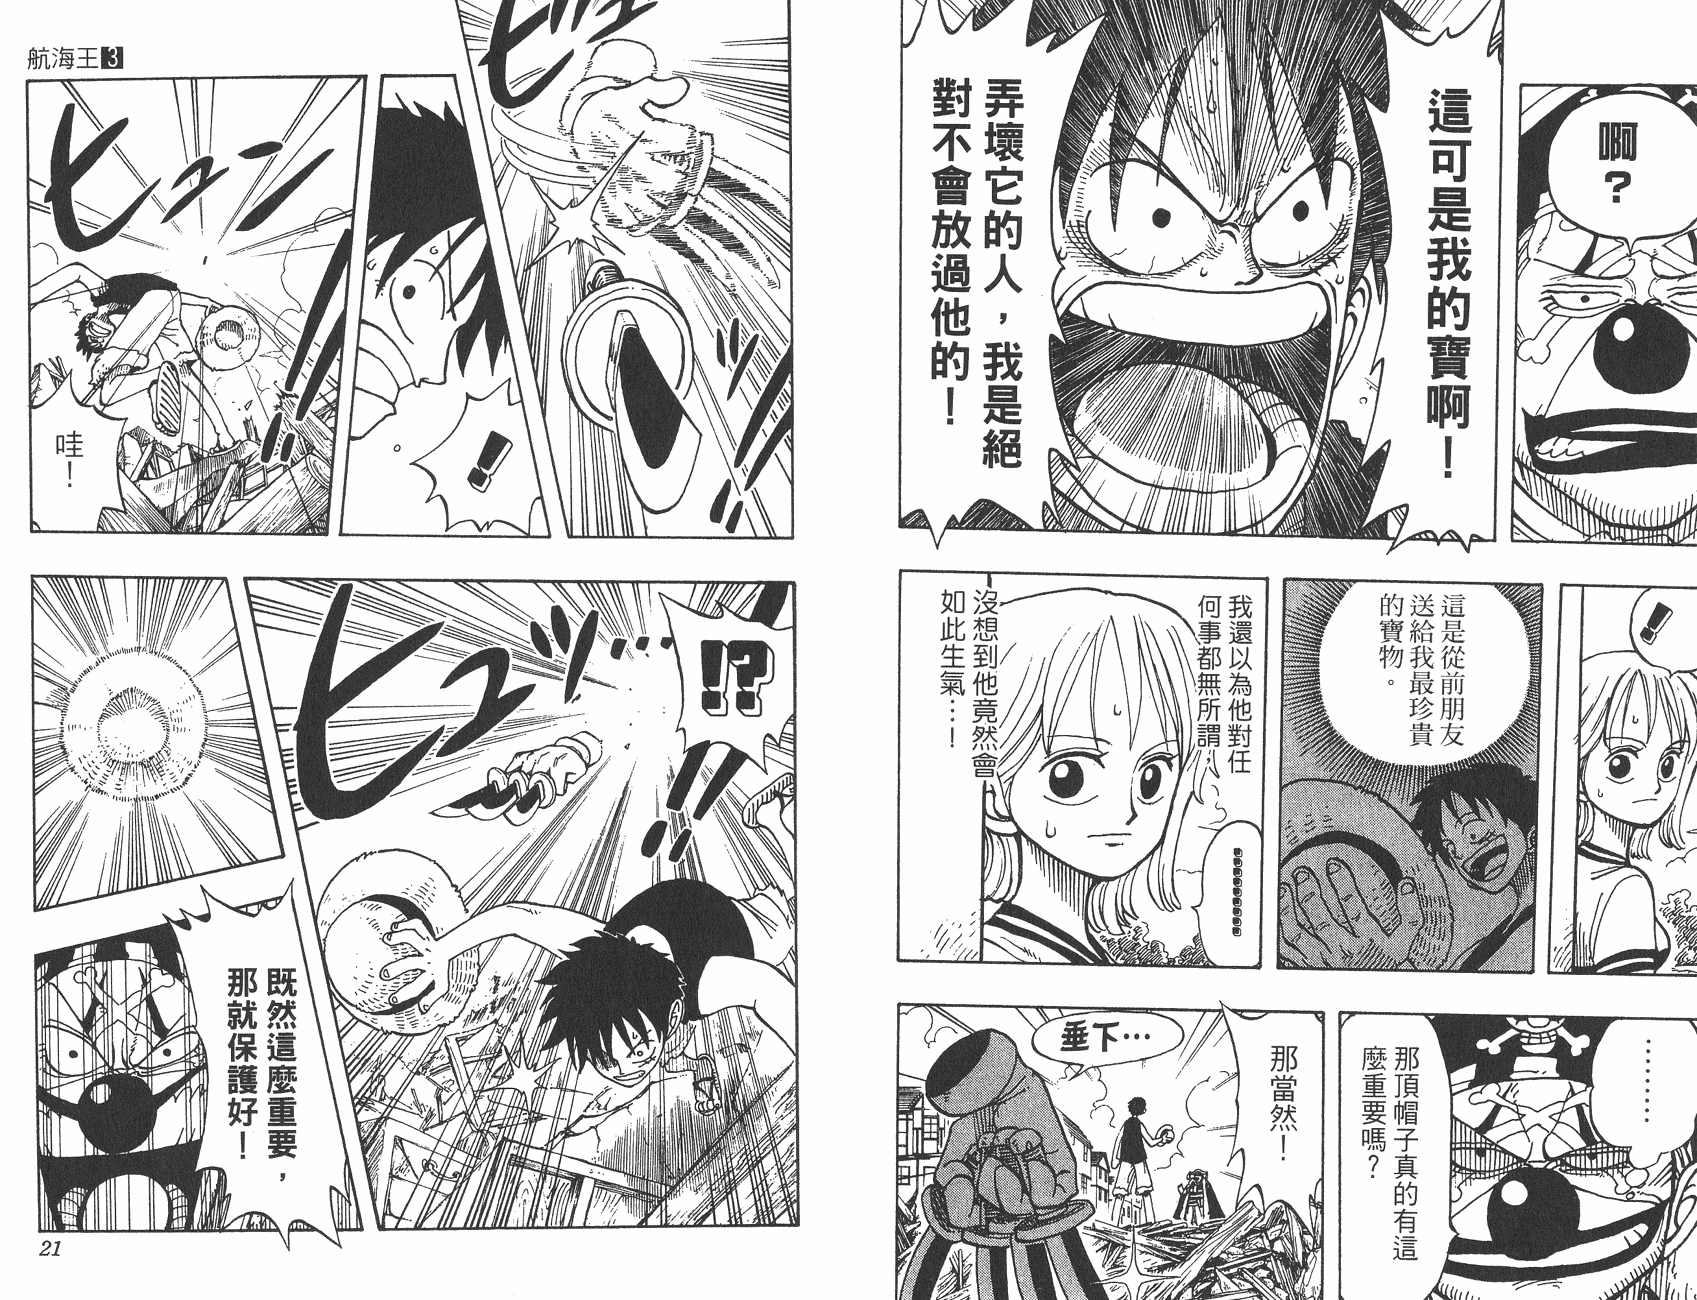 啊?
這可是我的寶啊!
弄壞它的人，我是絕
對不會放過他的!
!
這是從前朋友
送給我最珍貴
的寶物。
我還以為他對任
何事都無所謂,
沒想到他竟然會
如此生氣…!
………
那頂帽子真的有這
麼重要嗎?
那當然!
垂下…
航海王3
ビュッ
!
ヒュン
哇!
!?
ヒュッ…
既然這麼重要，
那就保護好!
21